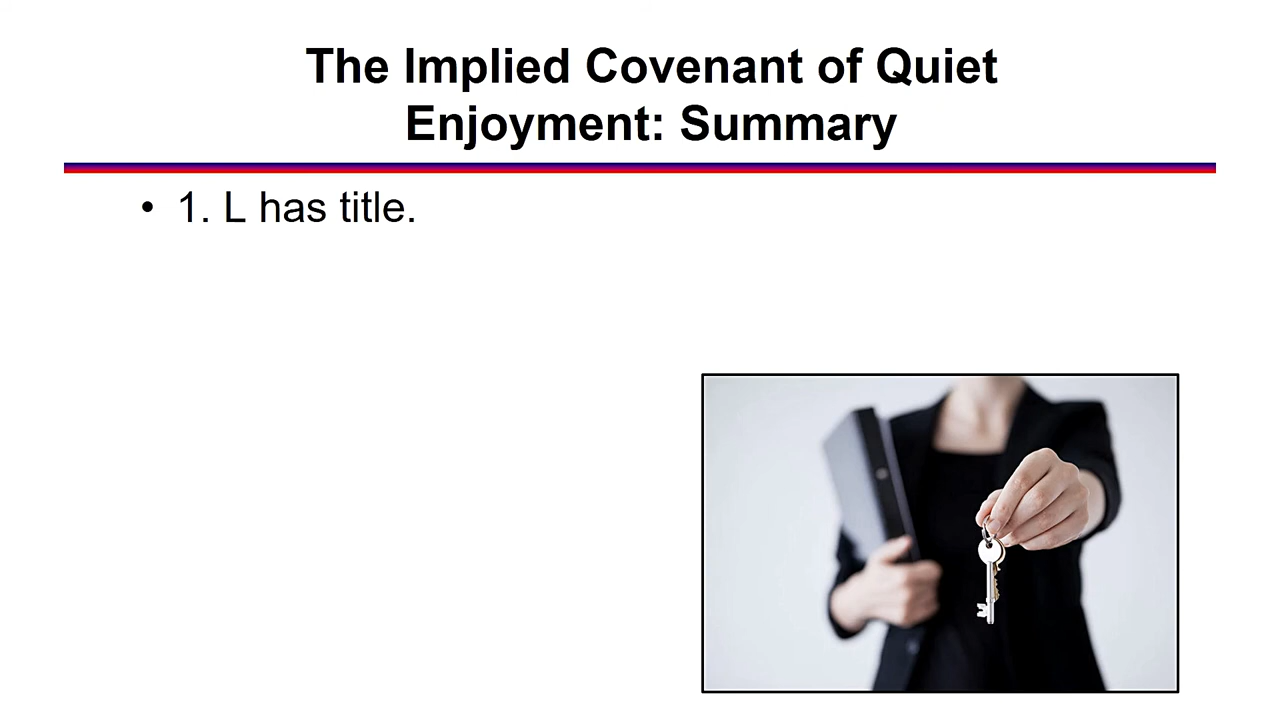 The Implied Covenant of Quiet
Enjoyment: Summary
• 1. L has title.